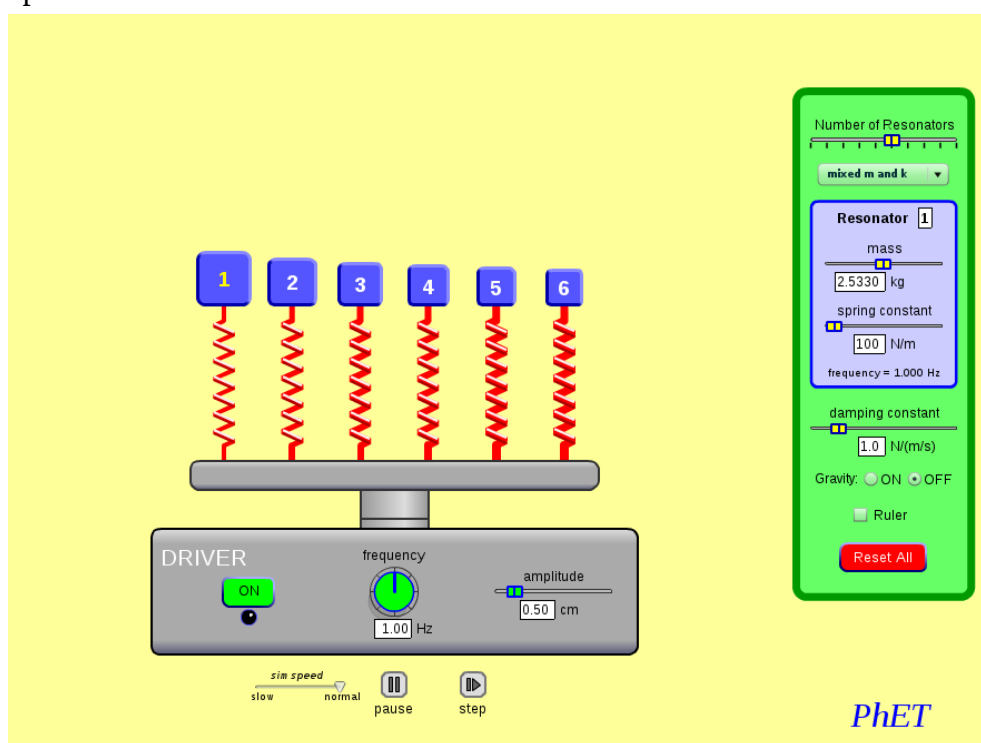 Number of Resonators
mixed m and k
Resonator 1
mass
2.5330 kg
spring constant
100 N/m
frequency = 1.000 Hz
damping constant
1.0 N/(m/s)
Gravity: ON OFF
Ruler
Reset All
1 2 3 4 5 6
DRIVER
ON
frequency
1.00 Hz
amplitude
0.50 cm
sim speed
slow normal
pause
step
PhET